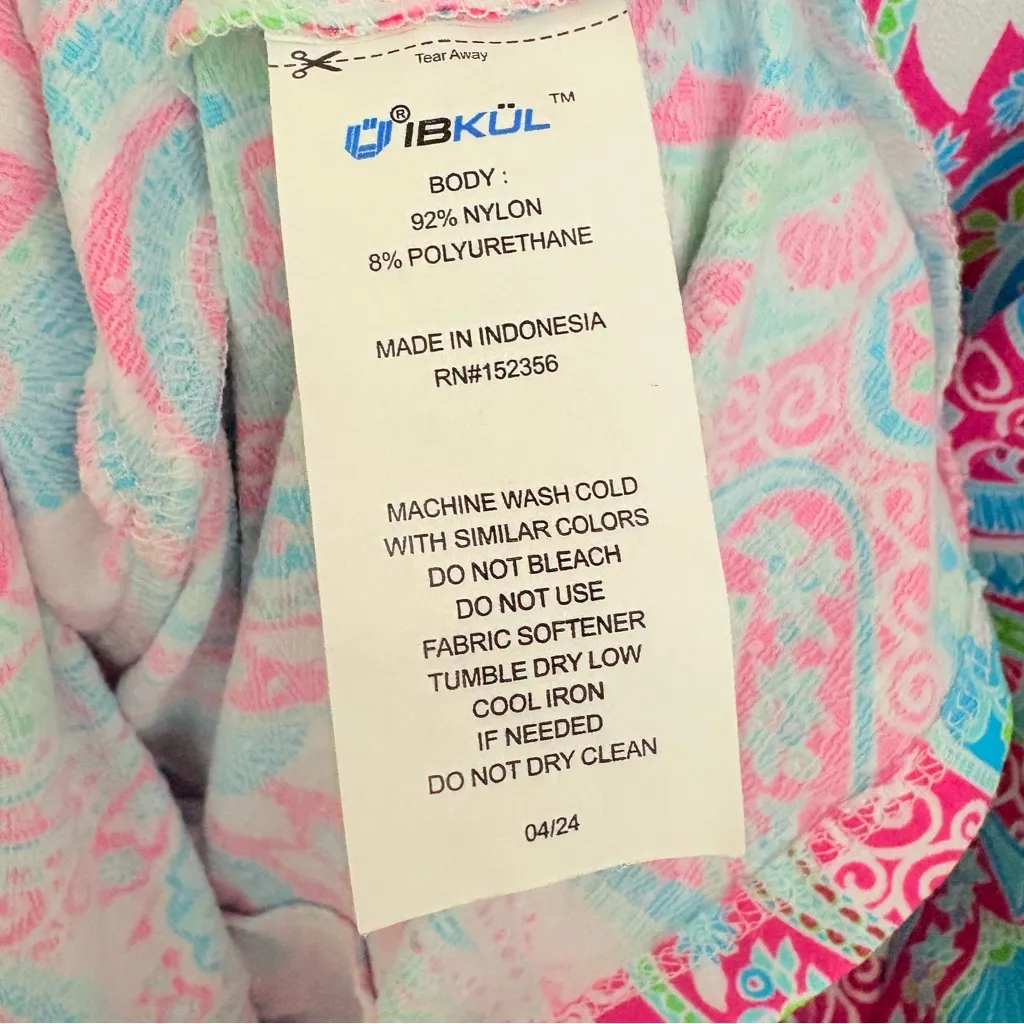 Tear Away
® IBKÜL ™
BODY :
92% NYLON
8% POLYURETHANE
MADE IN INDONESIA
RN#152356
MACHINE WASH COLD
WITH SIMILAR COLORS
DO NOT BLEACH
DO NOT USE
FABRIC SOFTENER
TUMBLE DRY LOW
COOL IRON
IF NEEDED
DO NOT DRY CLEAN
04/24